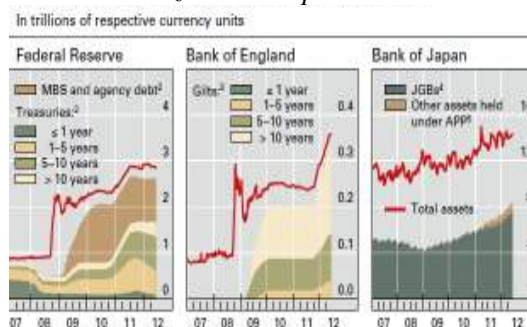 In trillions of respective currency units
Federal Reserve
MBS and agency debt²
Treasuries:²
≤ 1 year
1–5 years
5–10 years
> 10 years
4
3
2
1
0
07 08 09 10 11 12
Bank of England
Gilts:³
≤ 1 year
1–5 years
5–10 years
> 10 years
0.4
0.3
0.2
0.1
0.0
07 08 09 10 11 12
Bank of Japan
JGBs⁴
Other assets held
under APP⁵
Total assets
07 08 09 10 11 12